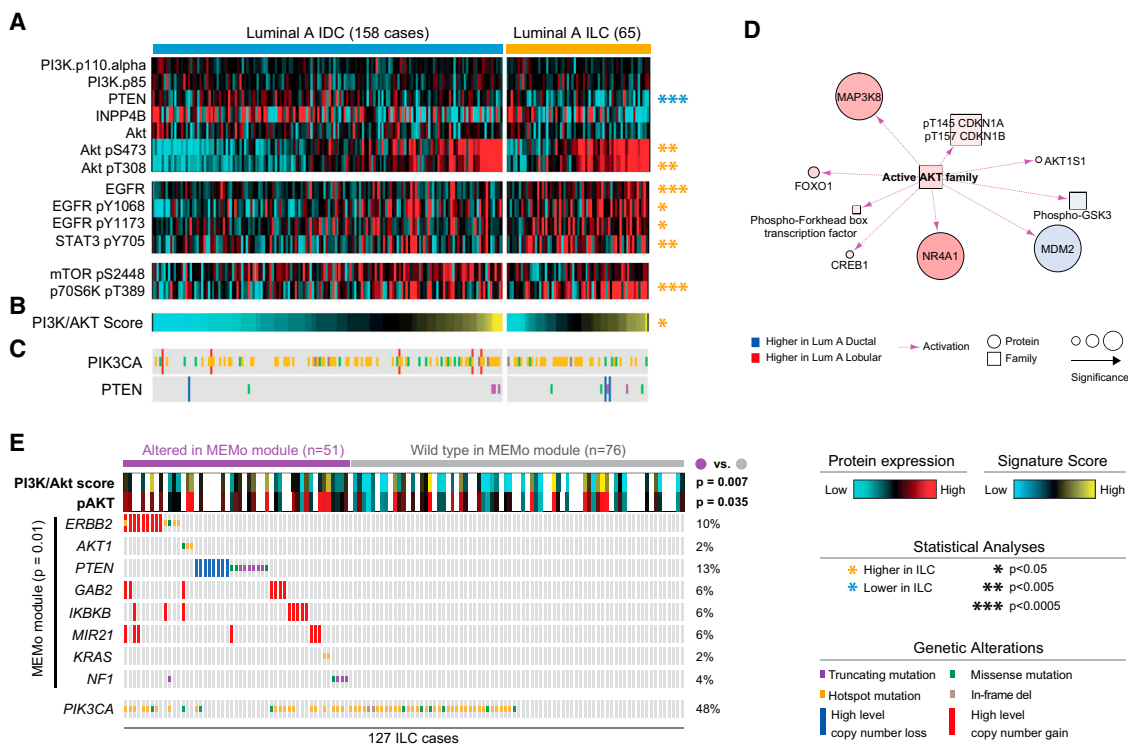 A
Luminal A IDC (158 cases)
Luminal A ILC (65)
PI3K.p110.alpha
PI3K.p85
PTEN
***
INPP4B
Akt
Akt pS473
**
Akt pT308
**
EGFR
***
EGFR pY1068
*
EGFR pY1173
*
STAT3 pY705
**
mTOR pS2448
p70S6K pT389
***
B
PI3K/AKT Score
*
C
PIK3CA
PTEN
D
MAP3K8
pT145 CDKN1A
pT157 CDKN1B
AKT1S1
Active AKT family
FOXO1
Phospho-GSK3
Phospho-Forkhead box
transcription factor
CREB1
NR4A1
MDM2
Higher in Lum A Ductal
Higher in Lum A Lobular
Activation
Protein
Family
Significance
E
Altered in MEMo module (n=51)
Wild type in MEMo module (n=76)
vs.
PI3K/Akt score
p = 0.007
pAKT
p = 0.035
MEMo module (p = 0.01)
ERBB2
10%
AKT1
2%
PTEN
13%
GAB2
6%
IKBKB
6%
MIR21
6%
KRAS
2%
NF1
4%
PIK3CA
48%
127 ILC cases
Protein expression
Low
High
Signature Score
Low
High
Statistical Analyses
* Higher in ILC
* Lower in ILC
* p<0.05
** p<0.005
*** p<0.0005
Genetic Alterations
Truncating mutation
Missense mutation
Hotspot mutation
In-frame del
High level
copy number loss
High level
copy number gain